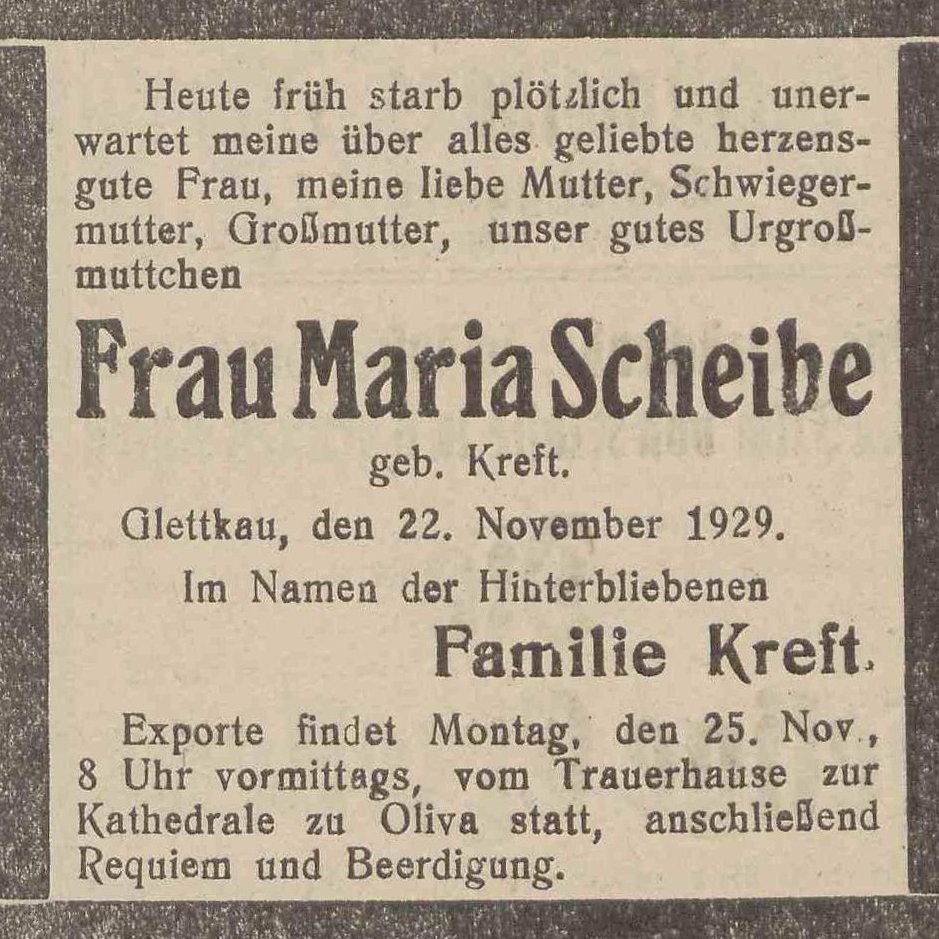 Heute früh starb plötzlich und uner-
wartet meine über alles geliebte herzens-
gute Frau, meine liebe Mutter, Schwieger-
mutter, Großmutter, unser gutes Urgroß-
muttchen
Frau Maria Scheibe
geb. Kreft.
Glettkau, den 22. November 1929.
Im Namen der Hinterbliebenen
Familie Kreft.
Exporte findet Montag, den 25. Nov.,
8 Uhr vormittags, vom Trauerhause zur
Kathedrale zu Oliva statt, anschließend
Requiem und Beerdigung.